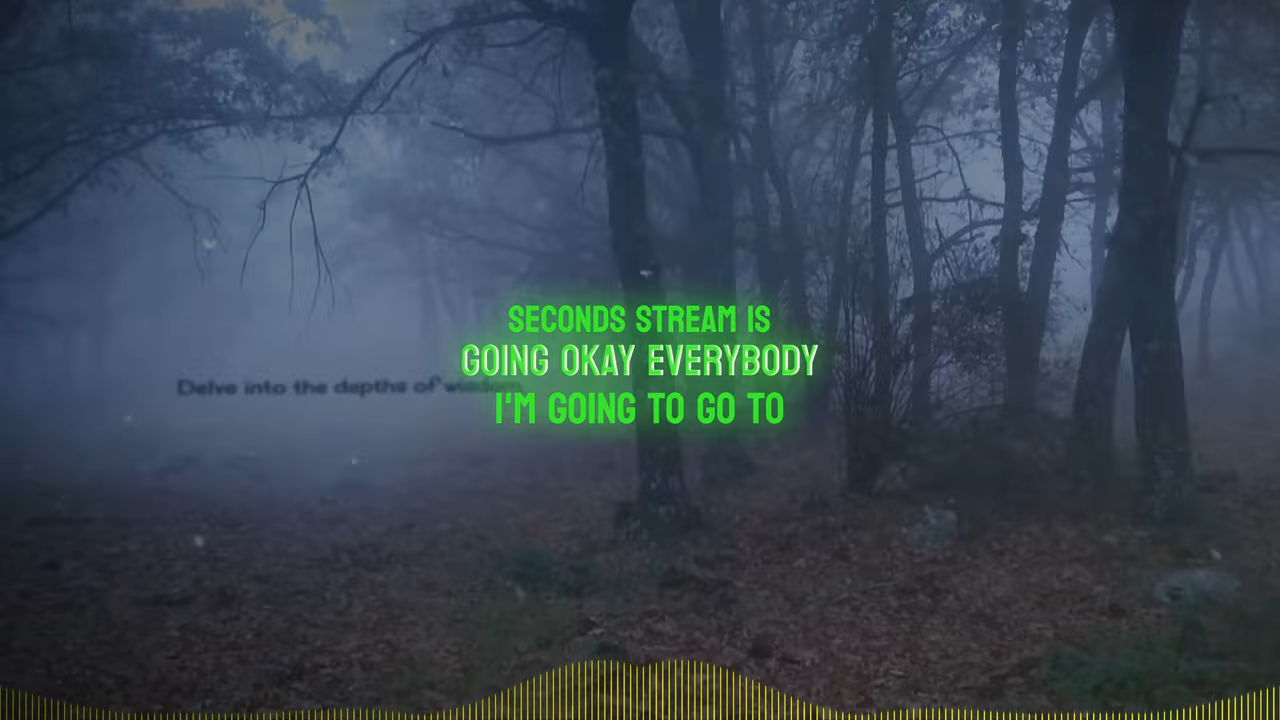 SECONDS STREAM IS
GOING OKAY EVERYBODY
I'M GOING TO GO TO
Delve into the depths of wisdom